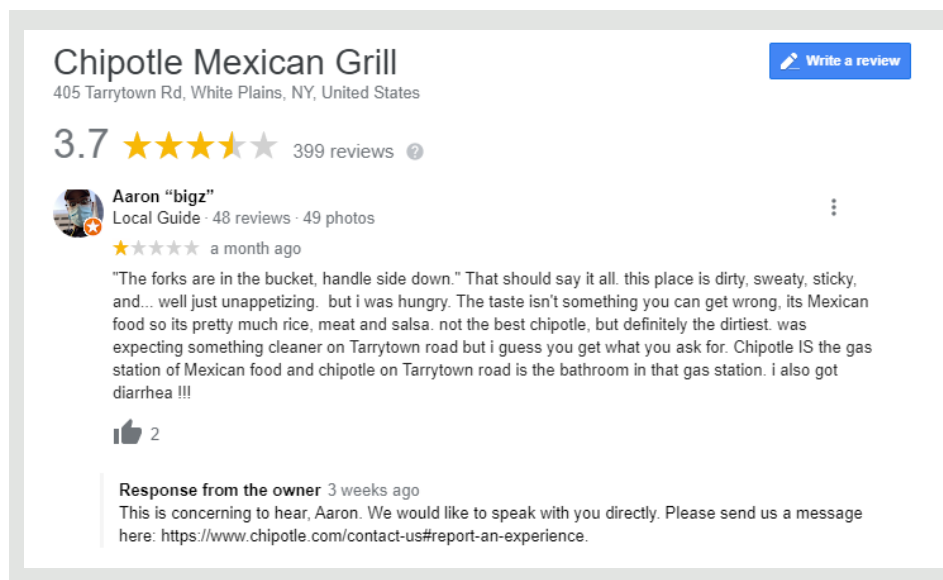 Chipotle Mexican Grill
Write a review
405 Tarrytown Rd, White Plains, NY, United States
3.7 399 reviews ?
Aaron “bigz”
Local Guide · 48 reviews · 49 photos
a month ago
"The forks are in the bucket, handle side down." That should say it all. this place is dirty, sweaty, sticky,
and... well just unappetizing.  but i was hungry. The taste isn't something you can get wrong, its Mexican
food so its pretty much rice, meat and salsa. not the best chipotle, but definitely the dirtiest. was
expecting something cleaner on Tarrytown road but i guess you get what you ask for. Chipotle IS the gas
station of Mexican food and chipotle on Tarrytown road is the bathroom in that gas station. i also got
diarrhea !!!
2
Response from the owner 3 weeks ago
This is concerning to hear, Aaron. We would like to speak with you directly. Please send us a message
here: https://www.chipotle.com/contact-us#report-an-experience.